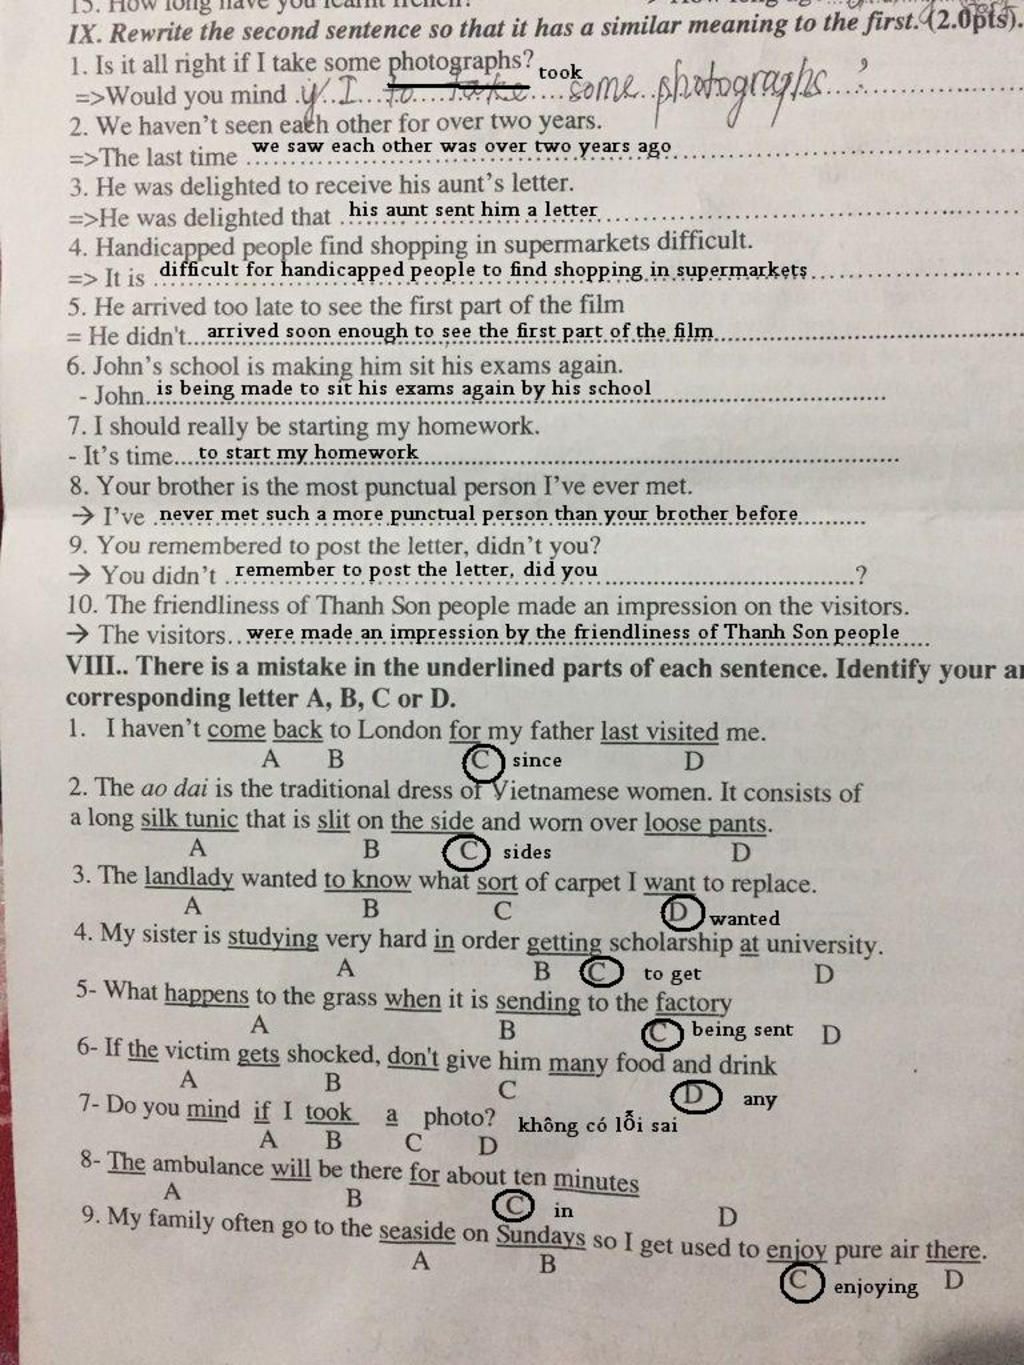 15. How long have you learnt french?
IX. Rewrite the second sentence so that it has a similar meaning to the first. (2.0pts).
1. Is it all right if I take some photographs?
=>Would you mind if I to take took some photographs ?
2. We haven't seen each other for over two years.
=>The last time we saw each other was over two years ago
3. He was delighted to receive his aunt's letter.
=>He was delighted that his aunt sent him a letter
4. Handicapped people find shopping in supermarkets difficult.
=> It is difficult for handicapped people to find shopping in supermarkets
5. He arrived too late to see the first part of the film
= He didn't... arrived soon enough to see the first part of the film
6. John's school is making him sit his exams again.
- John.. is being made to sit his exams again by his school
7. I should really be starting my homework.
- It's time.... to start my homework
8. Your brother is the most punctual person I've ever met.
→ I've never met such a more punctual person than your brother before
9. You remembered to post the letter, didn't you?
→ You didn't remember to post the letter, did you ?
10. The friendliness of Thanh Son people made an impression on the visitors.
→ The visitors.. were made an impression by the friendliness of Thanh Son people
VIII.. There is a mistake in the underlined parts of each sentence. Identify your
corresponding letter A, B, C or D.
1. I haven't come back to London for my father last visited me.
A B C since D
2. The ao dai is the traditional dress of Vietnamese women. It consists of
a long silk tunic that is slit on the side and worn over loose pants.
A B C sides D
3. The landlady wanted to know what sort of carpet I want to replace.
A B C D wanted
4. My sister is studying very hard in order getting scholarship at university.
A B C to get D
5- What happens to the grass when it is sending to the factory
A B C being sent D
6- If the victim gets shocked, don't give him many food and drink
A B C D any
7- Do you mind if I took a photo? không có lỗi sai
A B C D
8- The ambulance will be there for about ten minutes
A B C in D
9. My family often go to the seaside on Sundays so I get used to enjoy pure air there.
A B C enjoying D